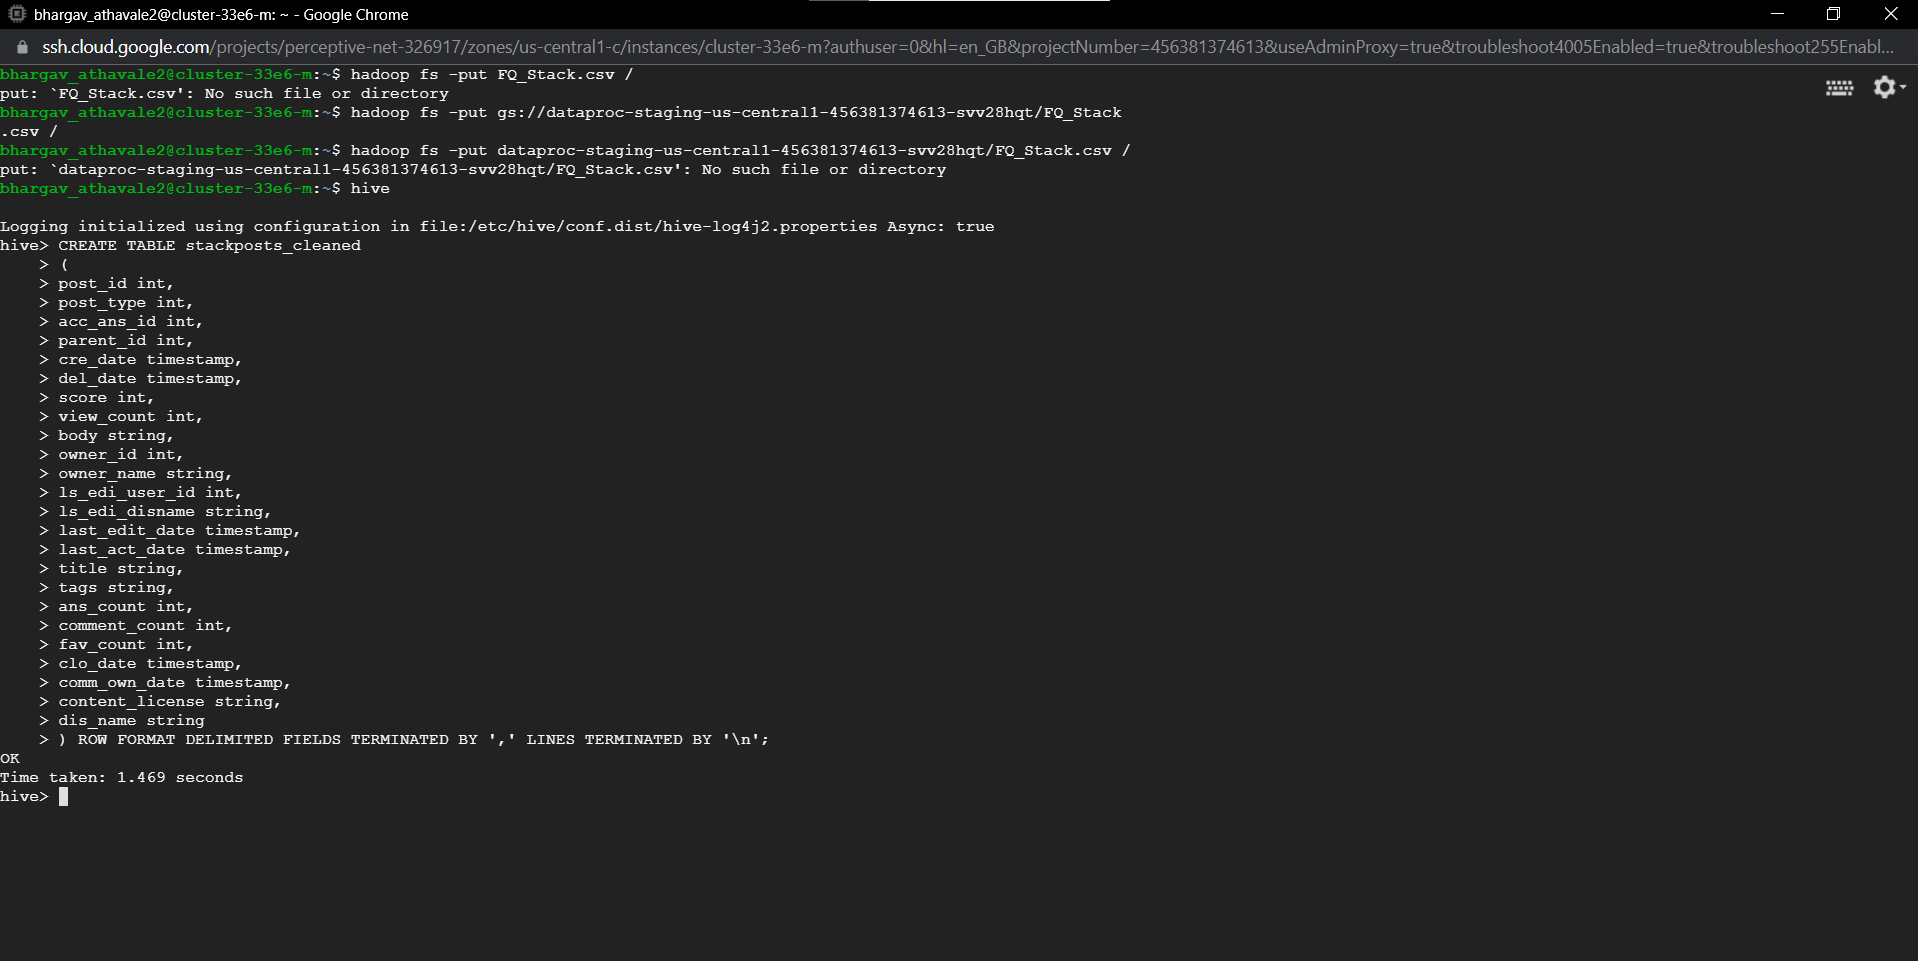 bhargav_athavale2@cluster-33e6-m: ~ - Google Chrome
ssh.cloud.google.com/projects/perceptive-net-326917/zones/us-central1-c/instances/cluster-33e6-m?authuser=0&hl=en_GB&projectNumber=456381374613&useAdminProxy=true&troubleshoot4005Enabled=true&troubleshoot255Enabl...
bhargav_athavale2@cluster-33e6-m:~$ hadoop fs -put FQ_Stack.csv /
put: `FQ_Stack.csv': No such file or directory
bhargav_athavale2@cluster-33e6-m:~$ hadoop fs -put gs://dataproc-staging-us-central1-456381374613-svv28hqt/FQ_Stack
.csv /
bhargav_athavale2@cluster-33e6-m:~$ hadoop fs -put dataproc-staging-us-central1-456381374613-svv28hqt/FQ_Stack.csv /
put: `dataproc-staging-us-central1-456381374613-svv28hqt/FQ_Stack.csv': No such file or directory
bhargav_athavale2@cluster-33e6-m:~$ hive
Logging initialized using configuration in file:/etc/hive/conf.dist/hive-log4j2.properties Async: true
hive> CREATE TABLE stackposts_cleaned
    > (
    > post_id int,
    > post_type int,
    > acc_ans_id int,
    > parent_id int,
    > cre_date timestamp,
    > del_date timestamp,
    > score int,
    > view_count int,
    > body string,
    > owner_id int,
    > owner_name string,
    > ls_edi_user_id int,
    > ls_edi_disname string,
    > last_edit_date timestamp,
    > last_act_date timestamp,
    > title string,
    > tags string,
    > ans_count int,
    > comment_count int,
    > fav_count int,
    > clo_date timestamp,
    > comm_own_date timestamp,
    > content_license string,
    > dis_name string
    > ) ROW FORMAT DELIMITED FIELDS TERMINATED BY ',' LINES TERMINATED BY '\n';
OK
Time taken: 1.469 seconds
hive>